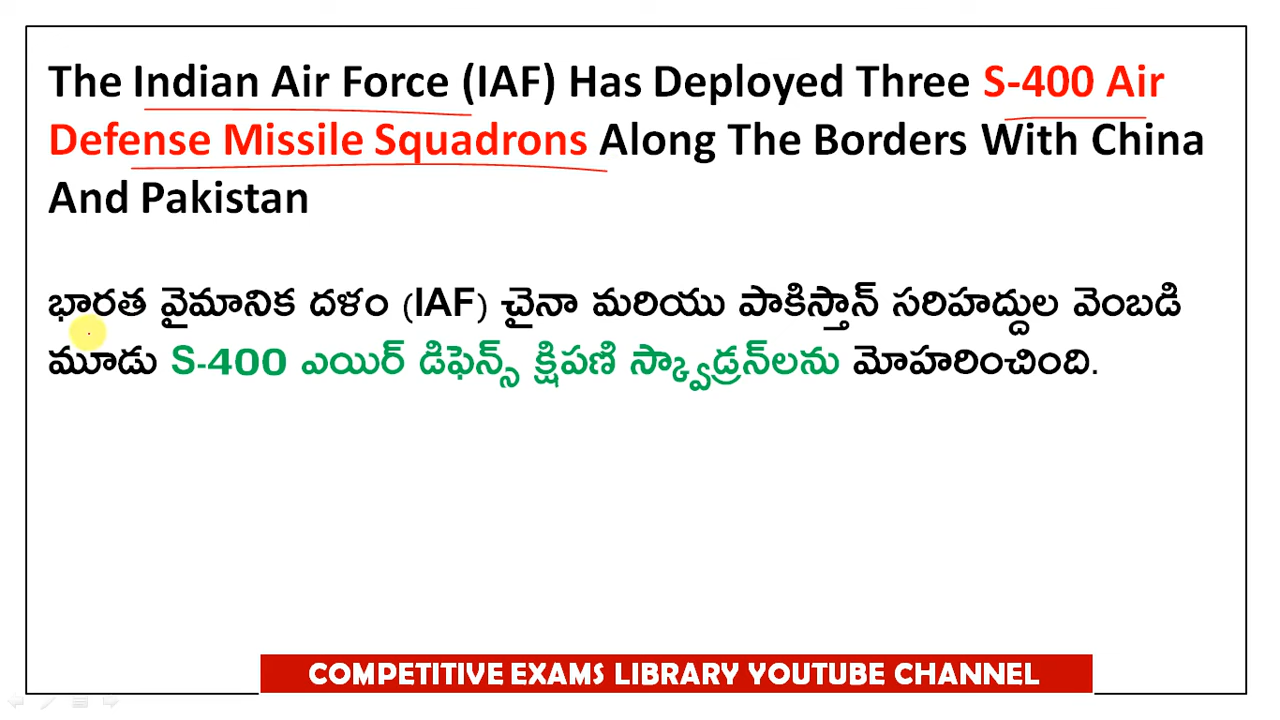 The Indian Air Force (IAF) Has Deployed Three S-400 Air
Defense Missile Squadrons Along The Borders With China
And Pakistan
భారత వైమానిక దళం (IAF) చైనా మరియు పాకిస్తాన్ సరిహద్దుల వెంబడి
మూడు S-400 ఎయిర్ డిఫెన్స్ క్షిపణి స్క్వాడ్రన్‌లను మోహరించింది.
COMPETITIVE EXAMS LIBRARY YOUTUBE CHANNEL